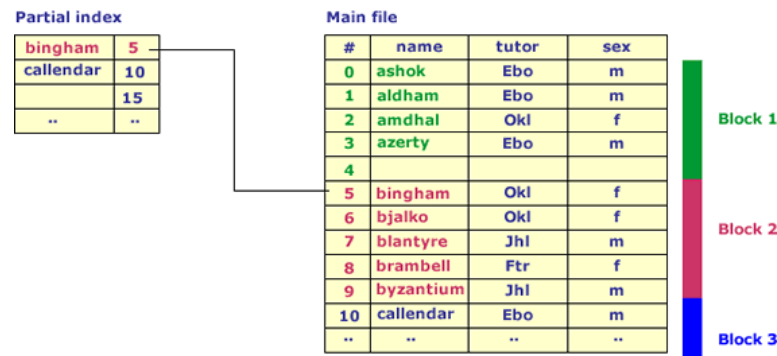 Partial index
bingham 5
callendar 10
15
.. ..
Main file
# name tutor sex
0 ashok Ebo m
1 aldham Ebo m
2 amdhal Okl f
3 azerty Ebo m
4
5 bingham Okl f
6 bjalko Okl f
7 blantyre Jhl m
8 brambell Ftr f
9 byzantium Jhl m
10 callendar Ebo m
.. .. .. ..
Block 1
Block 2
Block 3